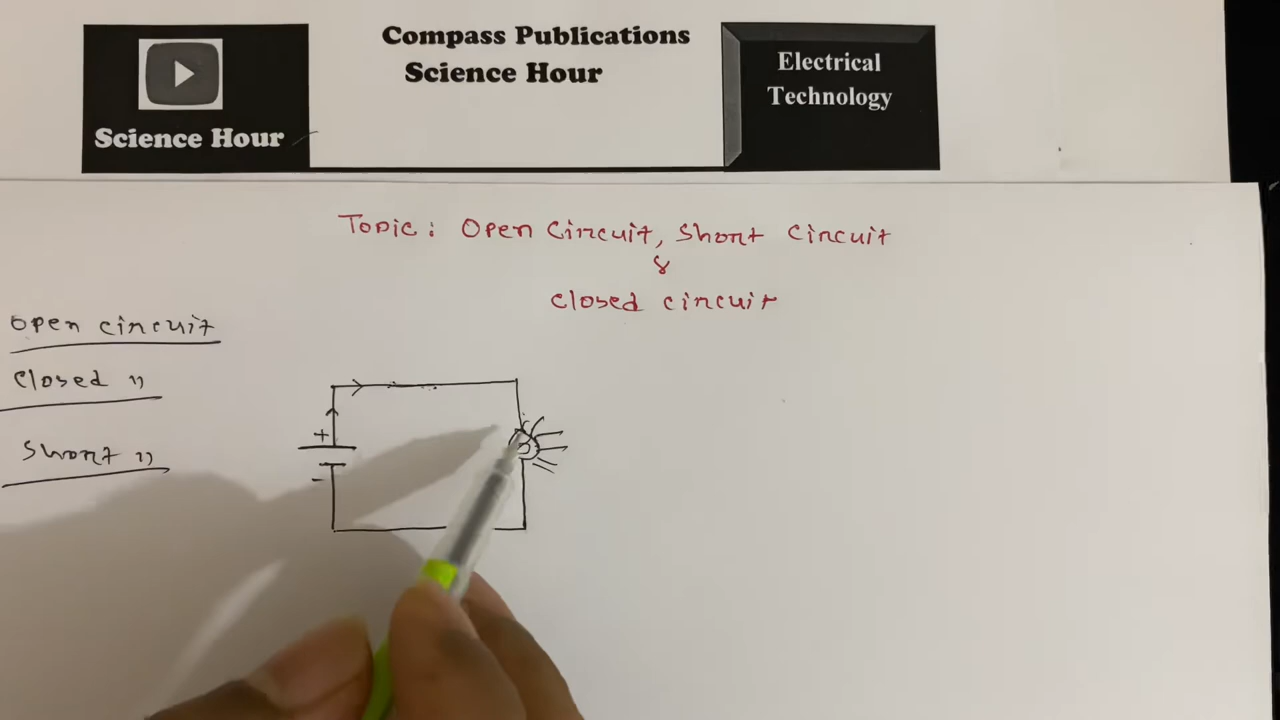 Compass Publications
Science Hour
Science Hour
Electrical
Technology
Topic: Open circuit, Short circuit
&
closed circuit
open circuit
closed "
short "
+
-